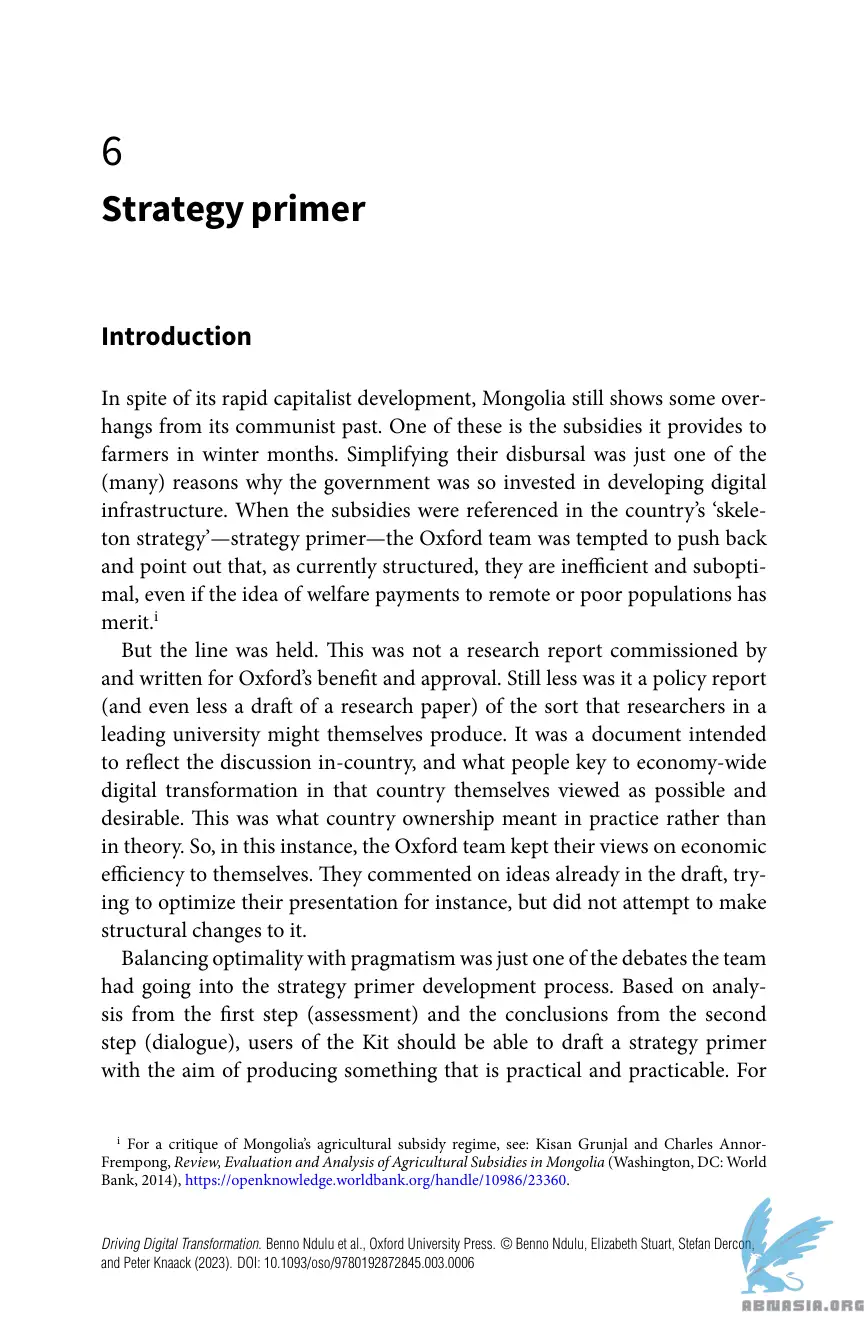 6
Strategy primer
Introduction
In spite of its rapid capitalist development, Mongolia still shows some over-
hangs from its communist past. One of these is the subsidies it provides to
farmers in winter months. Simplifying their disbursal was just one of the
(many) reasons why the government was so invested in developing digital
infrastructure. When the subsidies were referenced in the country’s ‘skele-
ton strategy’—strategy primer—the Oxford team was tempted to push back
and point out that, as currently structured, they are inefficient and subopti-
mal, even if the idea of welfare payments to remote or poor populations has
merit.i
But the line was held. This was not a research report commissioned by
and written for Oxford’s benefit and approval. Still less was it a policy report
(and even less a draft of a research paper) of the sort that researchers in a
leading university might themselves produce. It was a document intended
to reflect the discussion in-country, and what people key to economy-wide
digital transformation in that country themselves viewed as possible and
desirable. This was what country ownership meant in practice rather than
in theory. So, in this instance, the Oxford team kept their views on economic
efficiency to themselves. They commented on ideas already in the draft, try-
ing to optimize their presentation for instance, but did not attempt to make
structural changes to it.
Balancing optimality with pragmatism was just one of the debates the team
had going into the strategy primer development process. Based on analy-
sis from the first step (assessment) and the conclusions from the second
step (dialogue), users of the Kit should be able to draft a strategy primer
with the aim of producing something that is practical and practicable. For
i For a critique of Mongolia’s agricultural subsidy regime, see: Kisan Grunjal and Charles Annor-
Frempong, Review, Evaluation and Analysis of Agricultural Subsidies in Mongolia (Washington, DC: World
Bank, 2014), https://openknowledge.worldbank.org/handle/10986/23360.
Driving Digital Transformation. Benno Ndulu et al., Oxford University Press. © Benno Ndulu, Elizabeth Stuart, Stefan Dercon,
and Peter Knaack (2023). DOI: 10.1093/oso/9780192872845.003.0006
ABNASIA.ORG